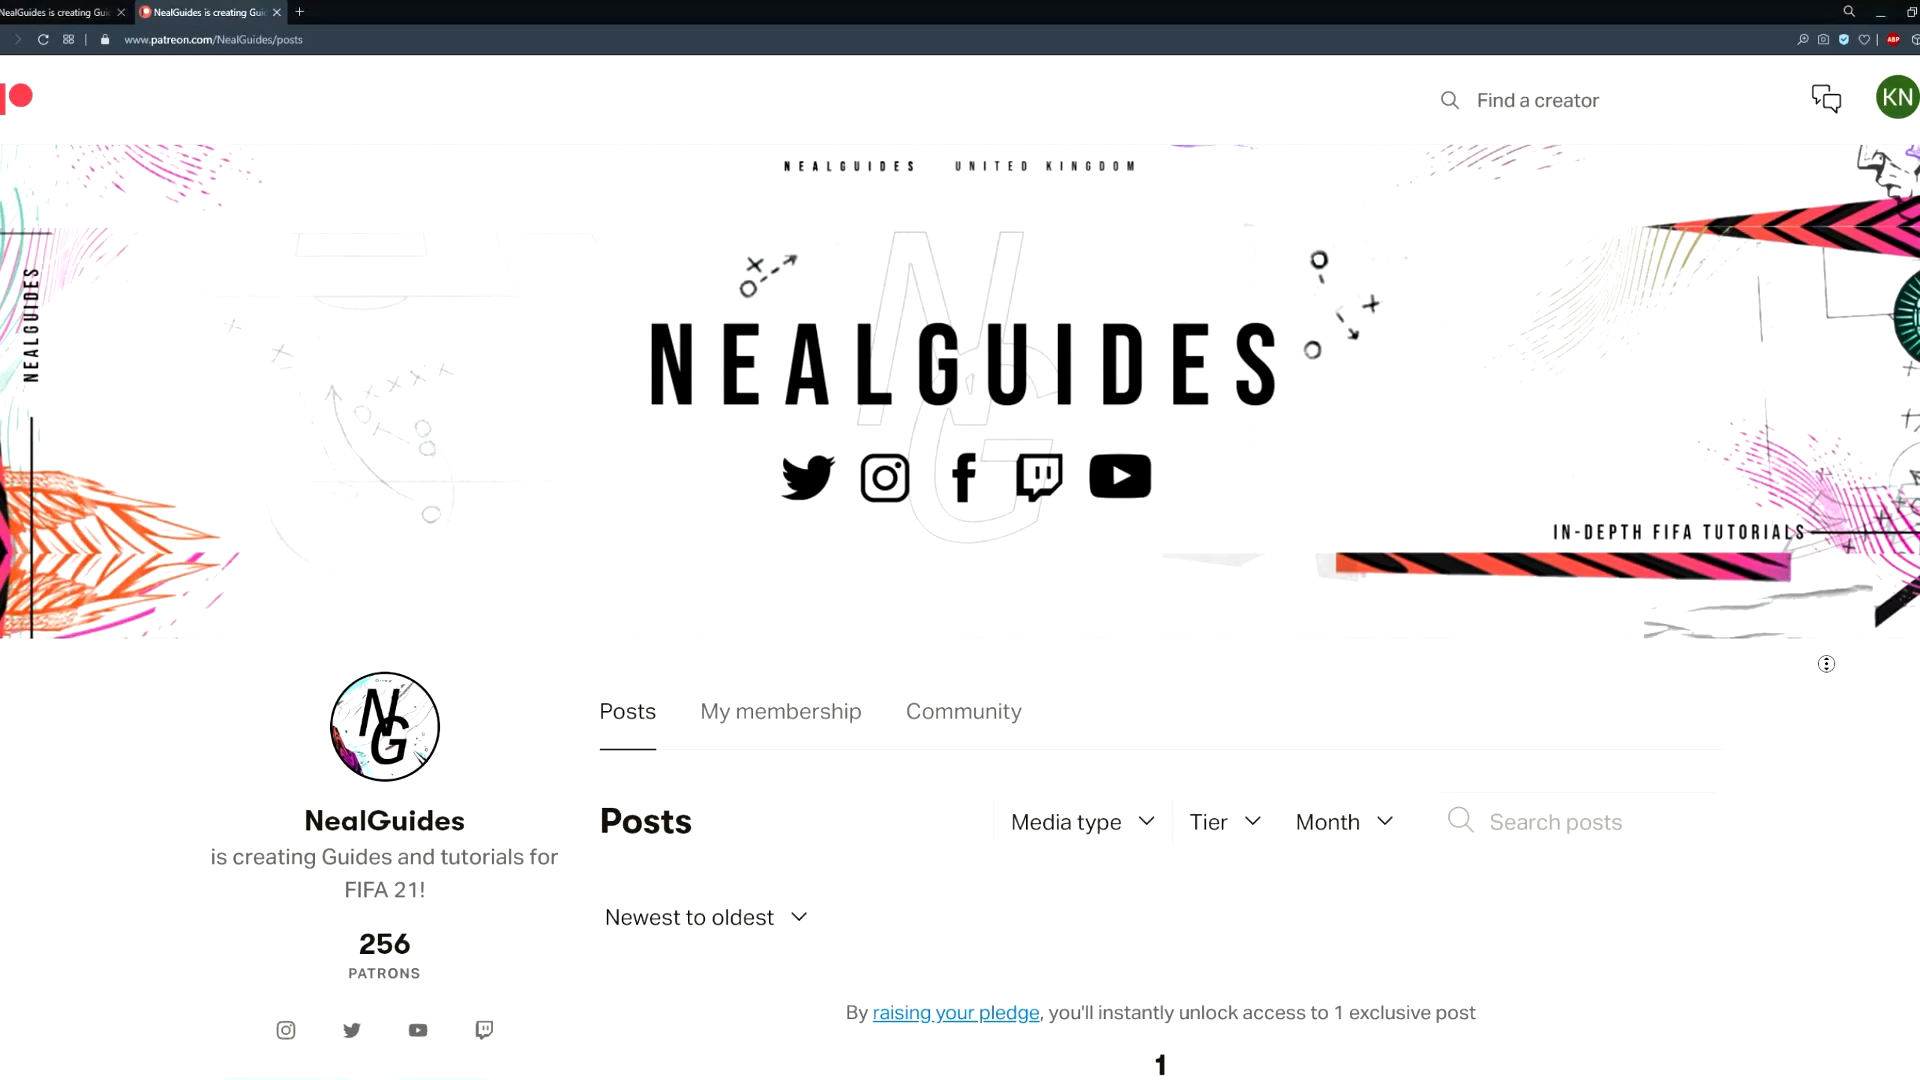 NealGuides is creating Gui
NealGuides is creating Gui
www.patreon.com/NealGuides/posts
ABP
Find a creator
KN
NEALGUIDES UNITED KINGDOM
NEALGUIDES
NG
NEALGUIDES
IN-DEPTH FIFA TUTORIALS
NG
Posts My membership Community
NealGuides
is creating Guides and tutorials for
FIFA 21!
256
PATRONS
Posts
Media type Tier Month Search posts
Newest to oldest
By raising your pledge, you'll instantly unlock access to 1 exclusive post
1